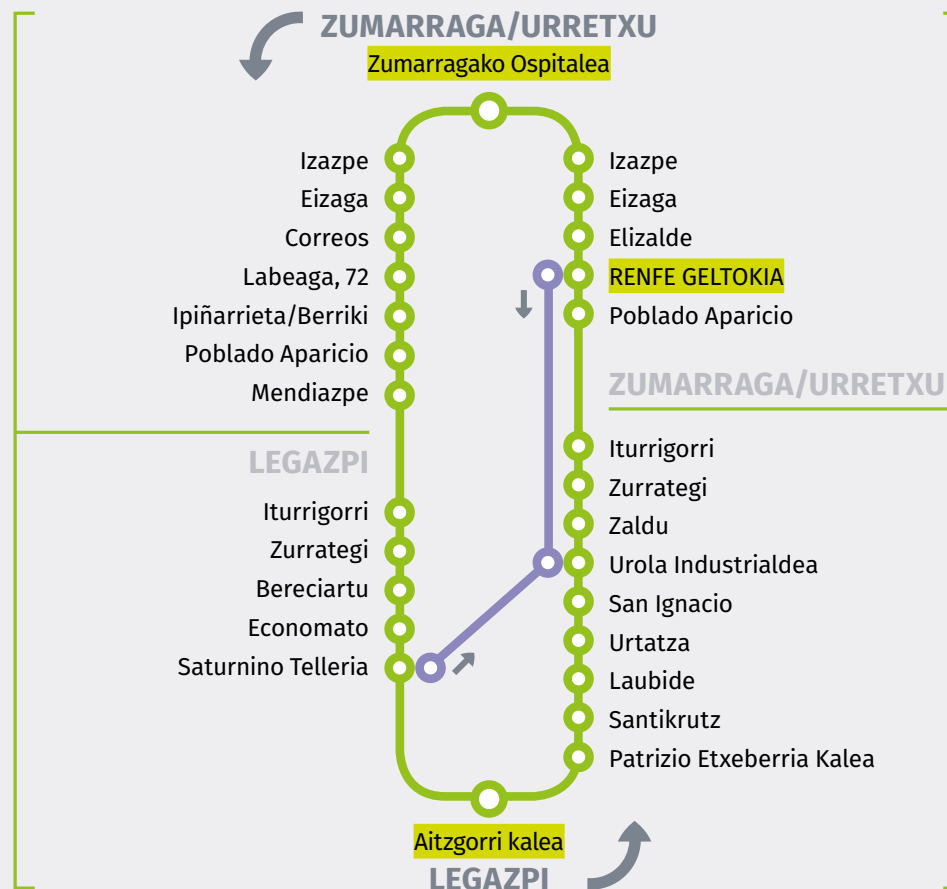 ZUMARRAGA/URRETXU
Zumarragako Ospitalea
Izazpe
Eizaga
Correos
Labeaga, 72
Ipiñarrieta/Berriki
Poblado Aparicio
Mendiazpe
LEGAZPI
Iturrigorri
Zurrategi
Bereciartu
Economato
Saturnino Telleria
Izazpe
Eizaga
Elizalde
RENFE GELTOKIA
Poblado Aparicio
ZUMARRAGA/URRETXU
Iturrigorri
Zurrategi
Zaldu
Urola Industrialdea
San Ignacio
Urtatza
Laubide
Santikrutz
Patrizio Etxeberria Kalea
Aitzgorri kalea
LEGAZPI